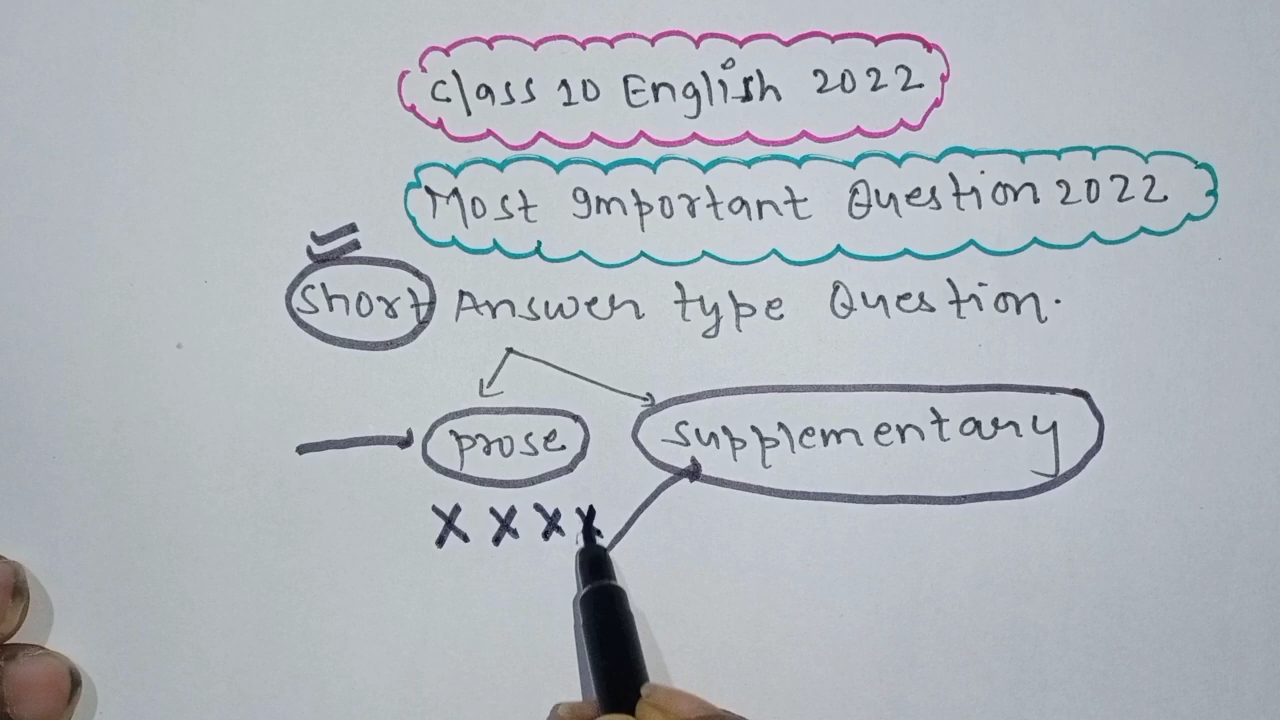 Class 10 English 2022
Most Important Question 2022
Short Answer type Question.
prose supplementary
X X X X